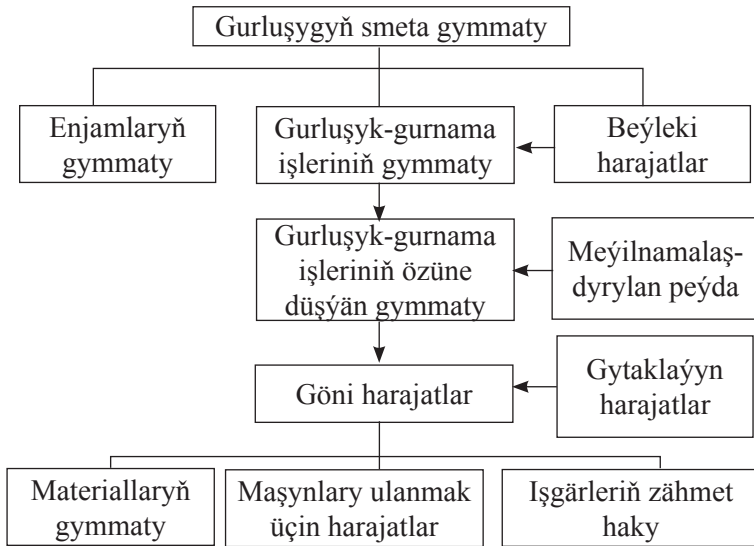 Gurluşygyň smeta gymmaty
Enjamlaryň
gymmaty
Gurluşyk-gurnama
işleriniň gymmaty
Beýleki
harajatlar
Gurluşyk-gurnama
işleriniň özüne
düşýän gymmaty
Meýilnamalaş-
dyrylan peýda
Göni harajatlar
Gytaklaýyn
harajatlar
Materiallaryň
gymmaty
Maşynlary ulanmak
üçin harajatlar
Işgärleriň zähmet
haky